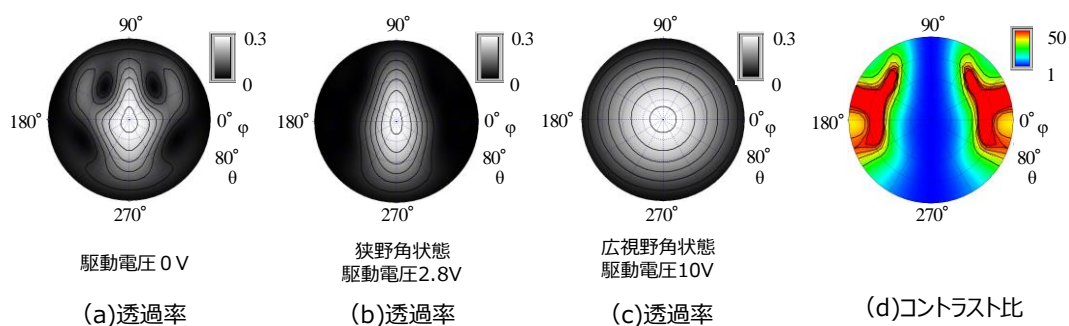 90°
0.3
0
180°
0°
φ
80°
θ
270°
駆動電圧０V
(a)透過率
90°
0.3
0
180°
0°
φ
80°
θ
270°
狭野角状態
駆動電圧2.8V
(b)透過率
90°
0.3
0
180°
0°
φ
80°
θ
270°
広視野角状態
駆動電圧10V
(c)透過率
90°
50
1
180°
0°
φ
80°
θ
270°
(d)コントラスト比